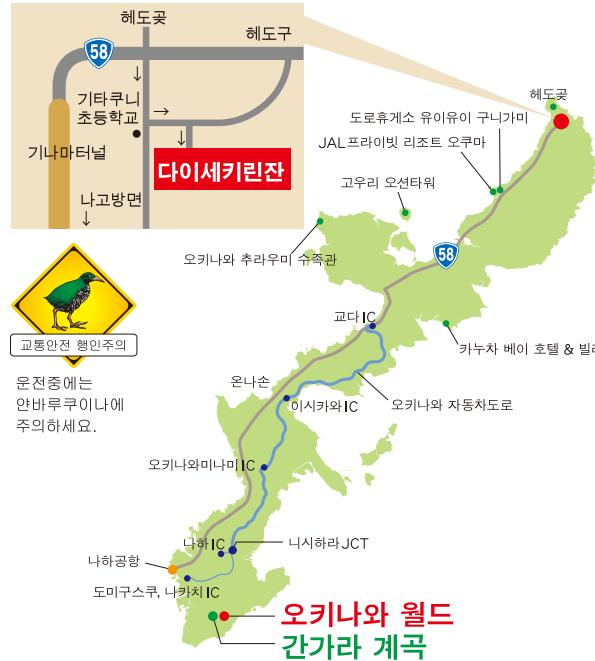 헤도곶
헤도구
58
기타쿠니
초등학교
기나마터널
다이세키린잔
나고방면
헤도곶
도로휴게소 유이유이 구니가미
JAL프라이빗 리조트 오쿠마
고우리 오션타워
오키나와 추라우미 수족관
58
교통안전 행인주의
운전중에는
얀바루쿠이나에
주의하세요.
교다 IC
카누차 베이 호텔 & 빌라
온나손
이시카와 IC
오키나와 자동차도로
오키나와미나미 IC
나하 IC
니시하라 JCT
나하공항
도미구스쿠, 나카치 IC
오키나와 월드
간가라 계곡